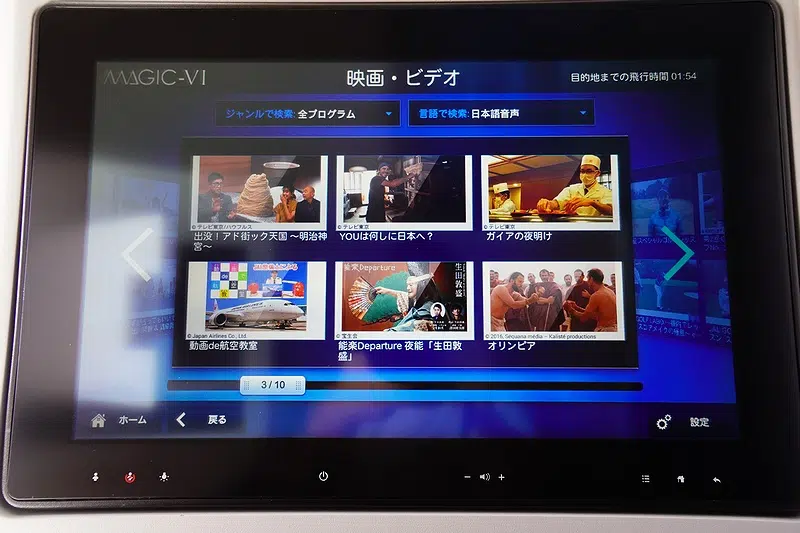 MAGIC-VI
映画・ビデオ
目的地までの飛行時間 01:54
ジャンルで検索: 全プログラム
言語で検索: 日本語音声
© テレビ東京/ハウフルス
出没！アド街ック天国 ～明治神
宮～
© テレビ東京
YOUは何しに日本へ？
© テレビ東京
ガイアの夜明け
© Japan Airlines Co., Ltd.
動画de航空教室
能楽Departure
生田敦盛
© 宝生会
能楽Departure 夜能「生田敦
盛」
© 2016, Sequana média – Kalisté productions
オリンピア
3 / 10
ホーム
戻る
設定